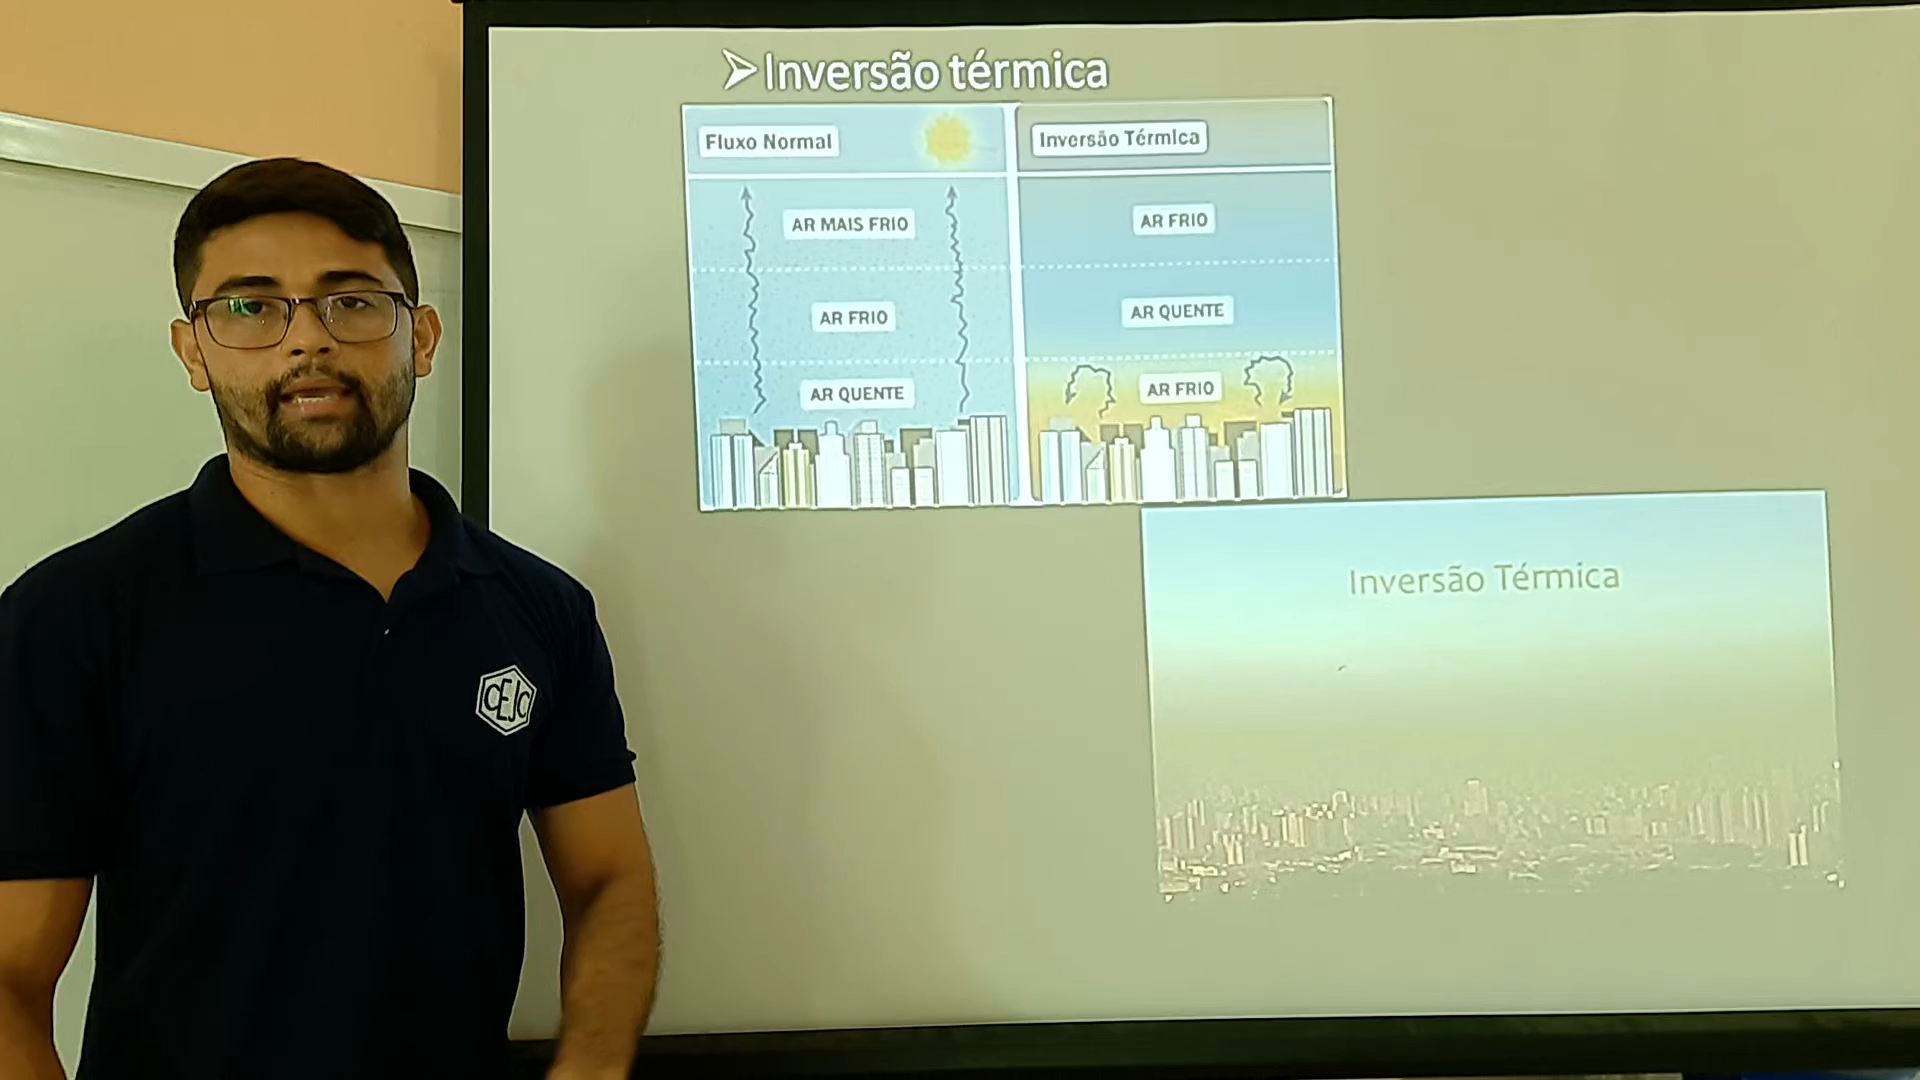 ➢Inversão térmica
Fluxo Normal
AR MAIS FRIO
AR FRIO
AR QUENTE
Inversão Térmica
AR FRIO
AR QUENTE
AR FRIO
Inversão Térmica
CEJC